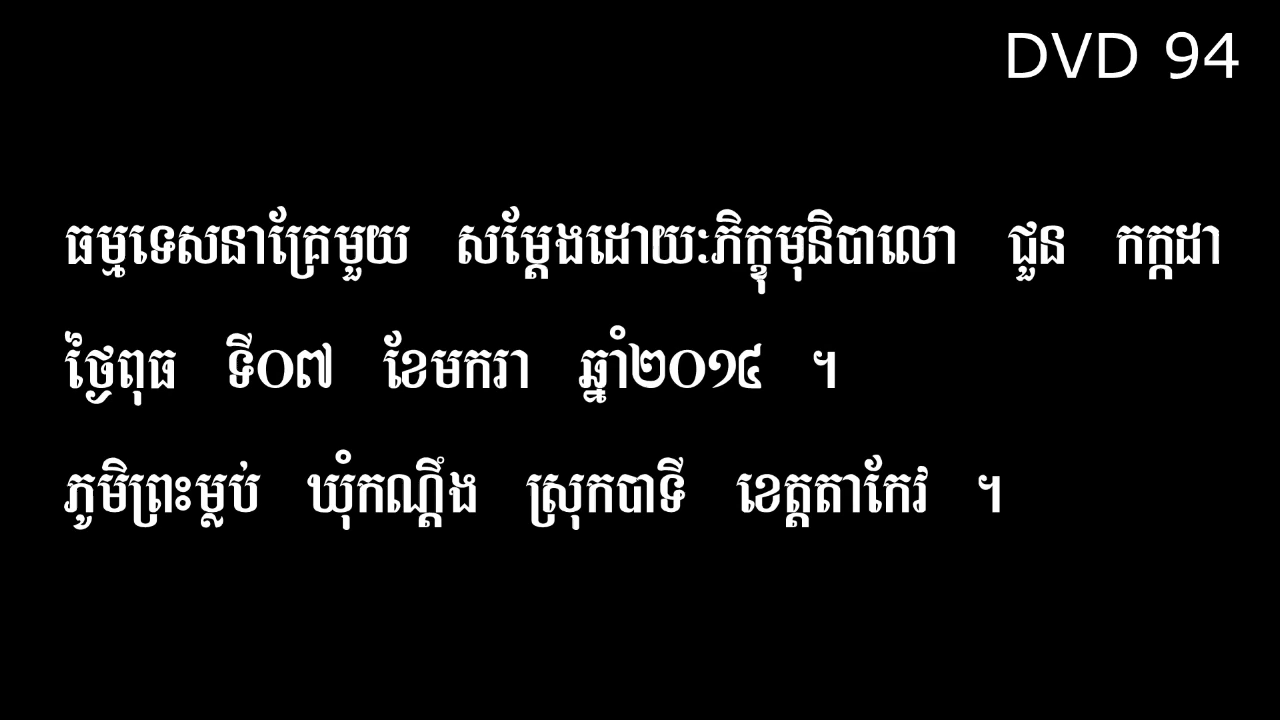 DVD 94
ធម្មទេសនាគ្រែមួយ សម្ដែងដោយៈភិក្ខុមុនិបាលោ ជួន កក្កដា
ថ្ងៃពុធ ទី០៧ ខែមករា ឆ្នាំ២០១៤ ។
ភូមិព្រះម្លប់ ឃុំកណ្ដឹង ស្រុកបាទី ខេត្តតាកែវ ។